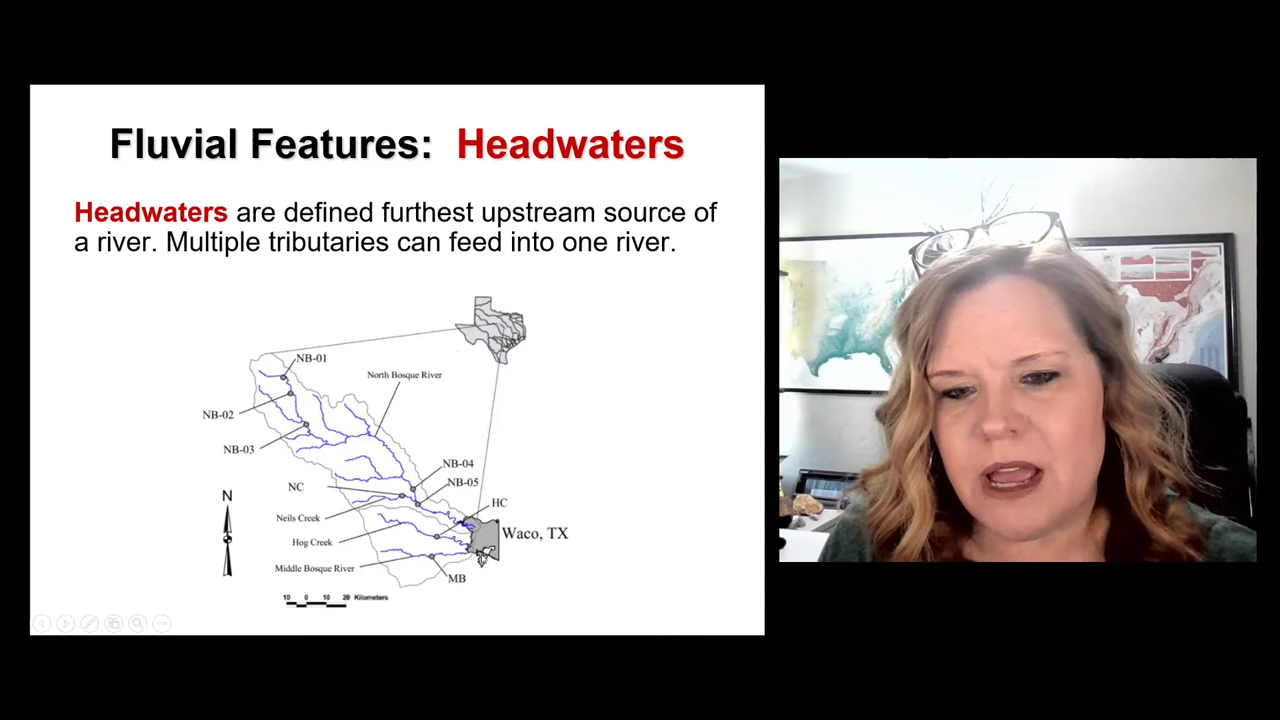 Fluvial Features: Headwaters
Headwaters are defined furthest upstream source of
a river. Multiple tributaries can feed into one river.
NB-01
North Bosque River
NB-02
NB-03
NB-04
NB-05
NC
HC
N
Neils Creek
Waco, TX
Hog Creek
Middle Bosque River
MB
10 0 10 20 Kilometers